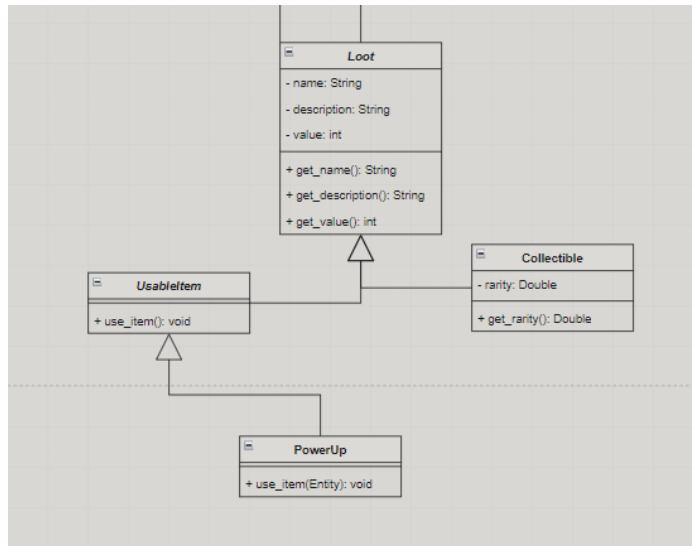 Loot
- name: String
- description: String
- value: int
+ get_name(): String
+ get_description(): String
+ get_value(): int
Collectible
- rarity: Double
+ get_rarity(): Double
UsableItem
+ use_item(): void
PowerUp
+ use_item(Entity): void